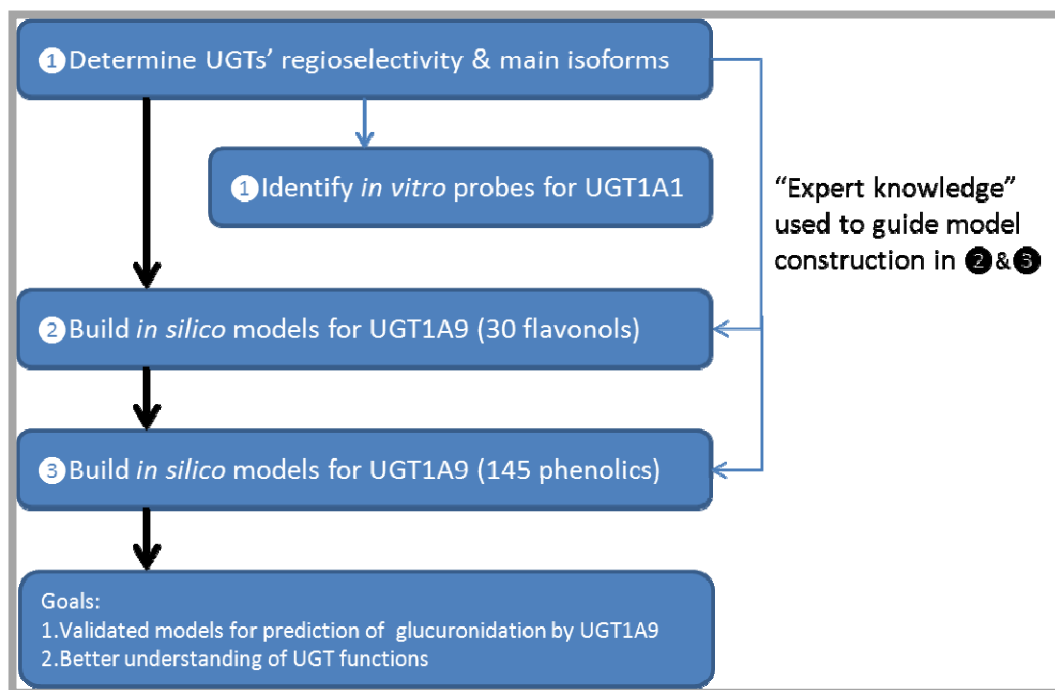 ① Determine UGTs' regioselectivity & main isoforms
① Identify in vitro probes for UGT1A1
"Expert knowledge"
used to guide model
construction in ❷&❸
② Build in silico models for UGT1A9 (30 flavonols)
③ Build in silico models for UGT1A9 (145 phenolics)
Goals:
1.Validated models for prediction of glucuronidation by UGT1A9
2.Better understanding of UGT functions